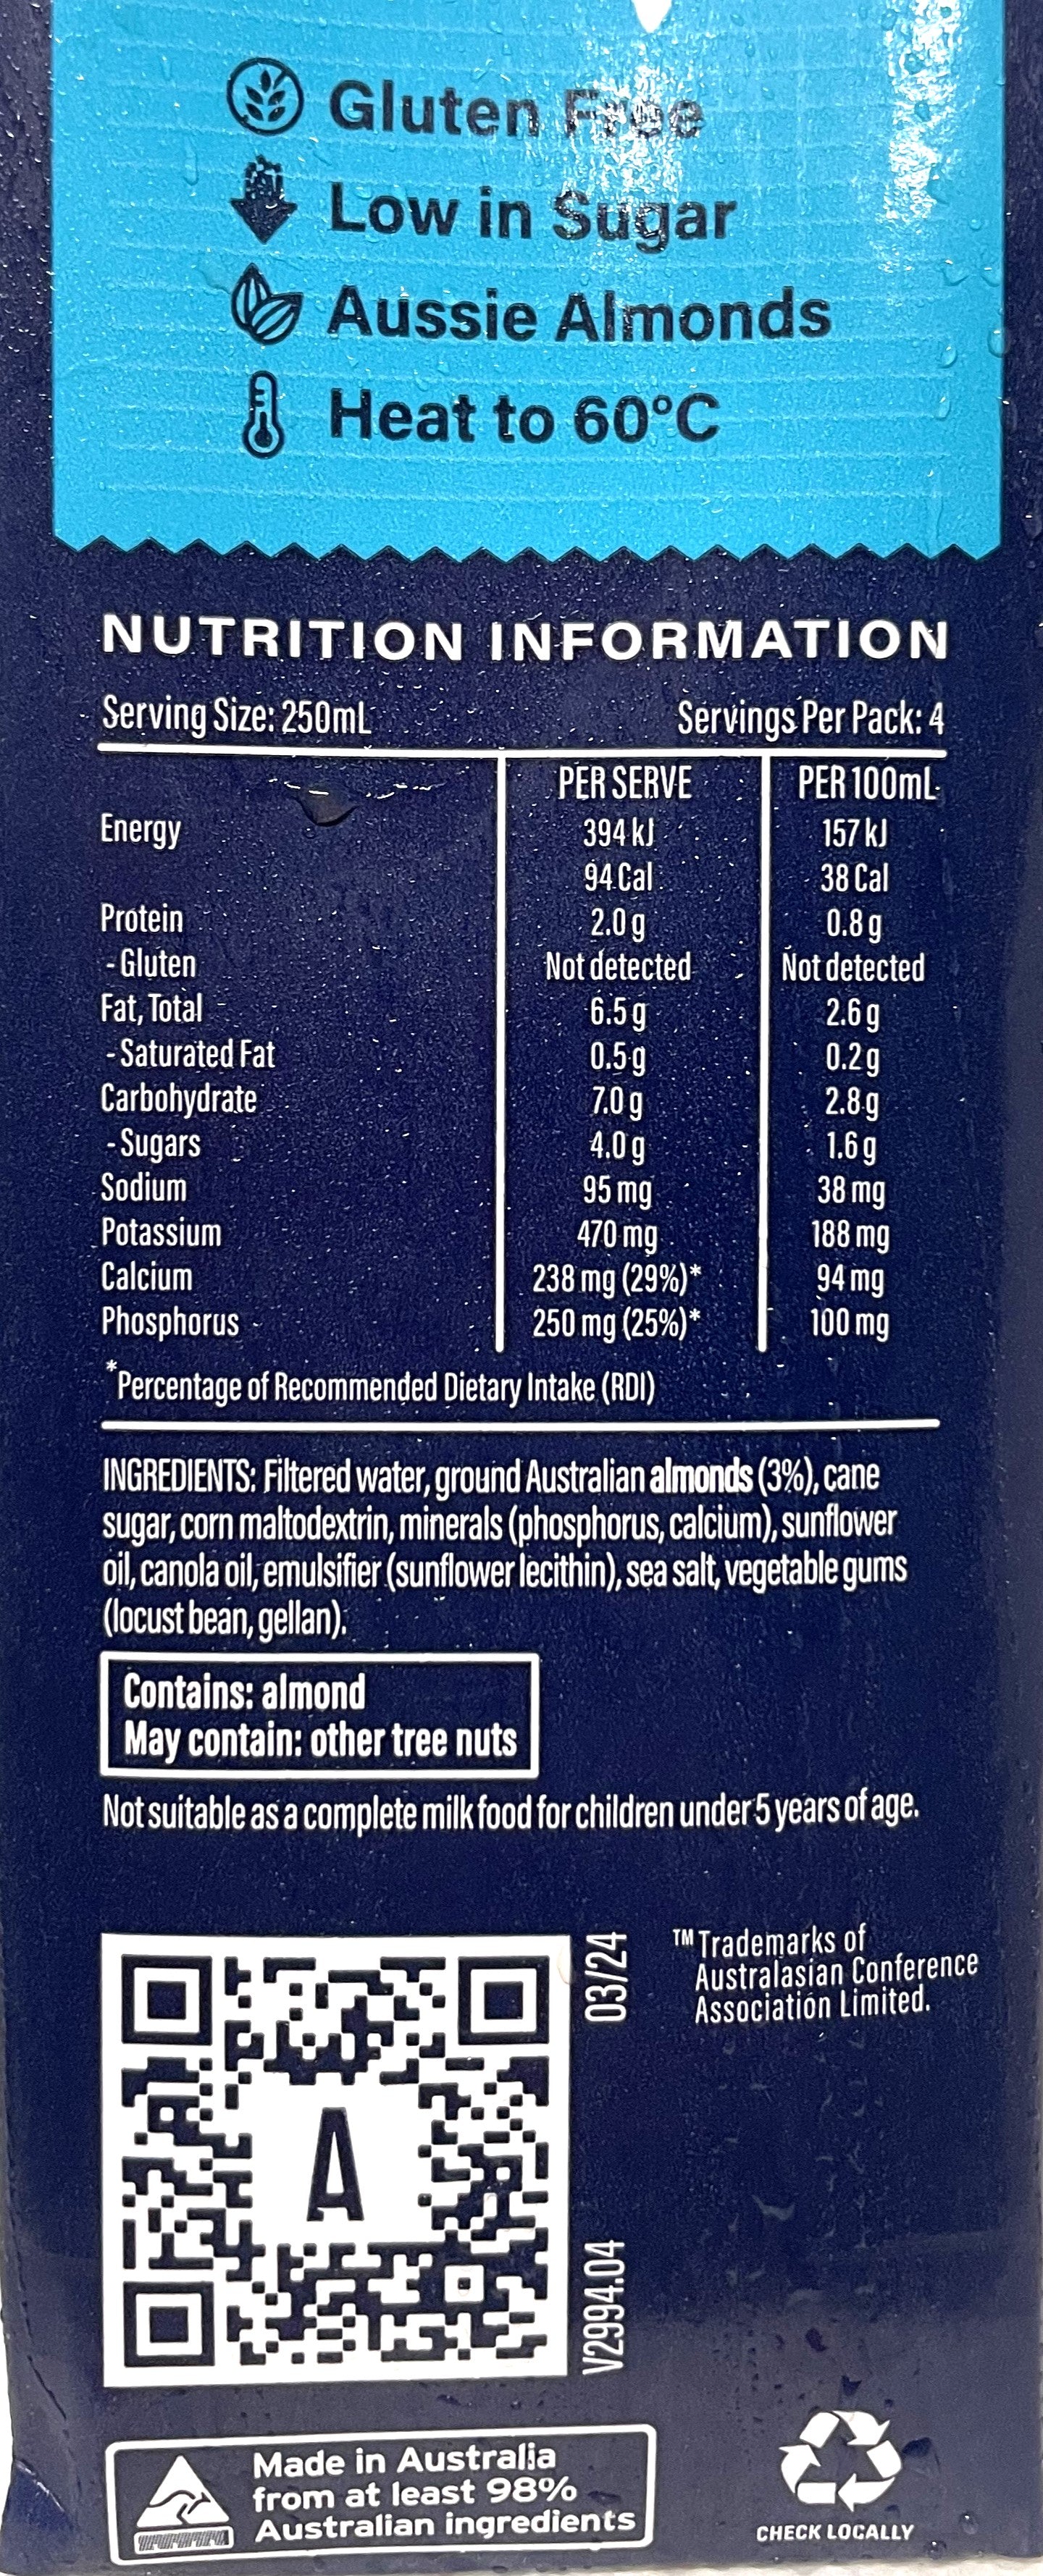 Gluten Free
Low in Sugar
Aussie Almonds
Heat to 60°C
NUTRITION INFORMATION
Serving Size: 250mL Servings Per Pack: 4
PER SERVE PER 100mL
Energy 394 kJ 157 kJ
94 Cal 38 Cal
Protein 2.0 g 0.8 g
- Gluten Not detected Not detected
Fat, Total 6.5 g 2.6 g
- Saturated Fat 0.5 g 0.2 g
Carbohydrate 7.0 g 2.8 g
- Sugars 4.0 g 1.6 g
Sodium 95 mg 38 mg
Potassium 470 mg 188 mg
Calcium 238 mg (29%)* 94 mg
Phosphorus 250 mg (25%)* 100 mg
*Percentage of Recommended Dietary Intake (RDI)
INGREDIENTS: Filtered water, ground Australian almonds (3%), cane
sugar, corn maltodextrin, minerals (phosphorus, calcium), sunflower
oil, canola oil, emulsifier (sunflower lecithin), sea salt, vegetable gums
(locust bean, gellan).
Contains: almond
May contain: other tree nuts
Not suitable as a complete milk food for children under 5 years of age.
A
03/24
V2994.04
™ Trademarks of
Australasian Conference
Association Limited.
Made in Australia
from at least 98%
Australian ingredients
CHECK LOCALLY